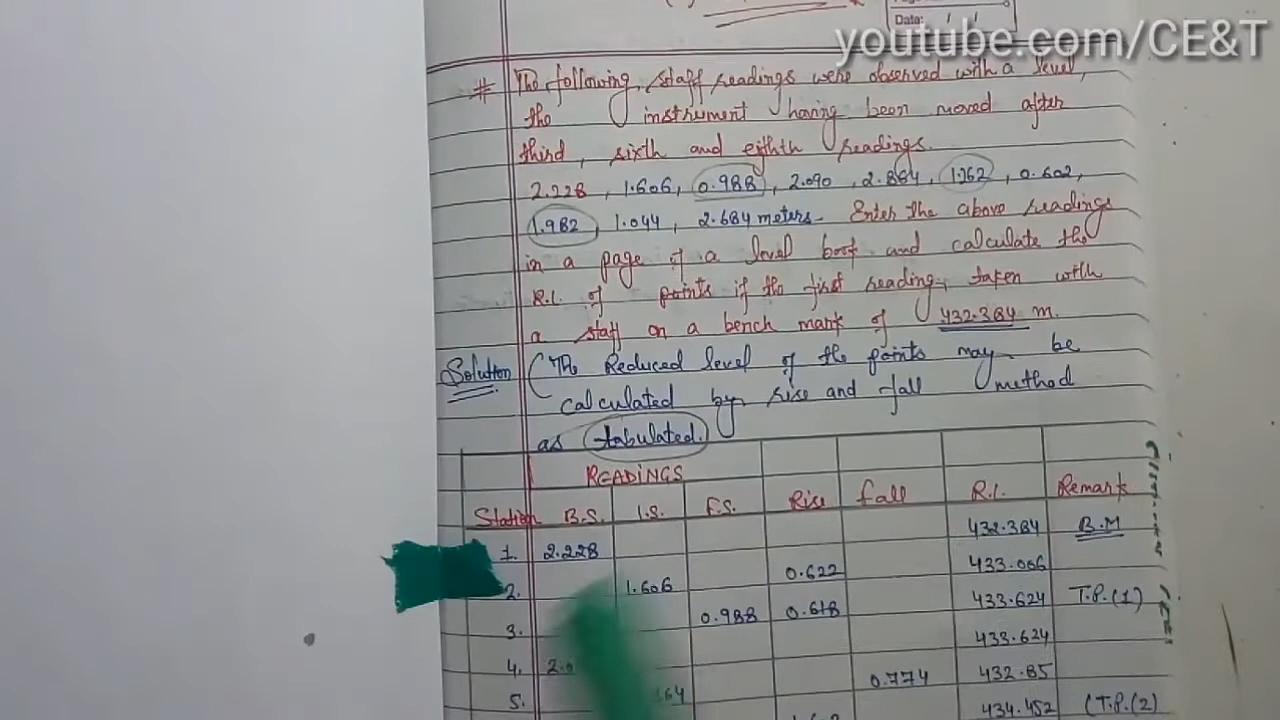 Date:
youtube.com/CE&T
# The following staff readings were observed with a level,
the instrument having been moved after
third, sixth and eighth readings.
2.228, 1.606, 0.988, 2.090, 2.864, 1.262, 0.602,
1.982, 1.044, 2.684 meters. Enter the above readings
in a page of a level book and calculate the
R.L. of points if the first reading, taken with
a staff on a bench mark of 432.384 m.
Solution (The Reduced level of the points may be
calculated by rise and fall method
as tabulated.
READINGS
Station B.S. I.S. F.S. Rise fall R.L. Remark
1. 2.228 432.384 B.M
2. 1.606 0.622 433.006
3. 0.988 0.618 433.624 T.P.(1)
4. 433.624
5. 0.774 432.85
434.452 (T.P.(2)